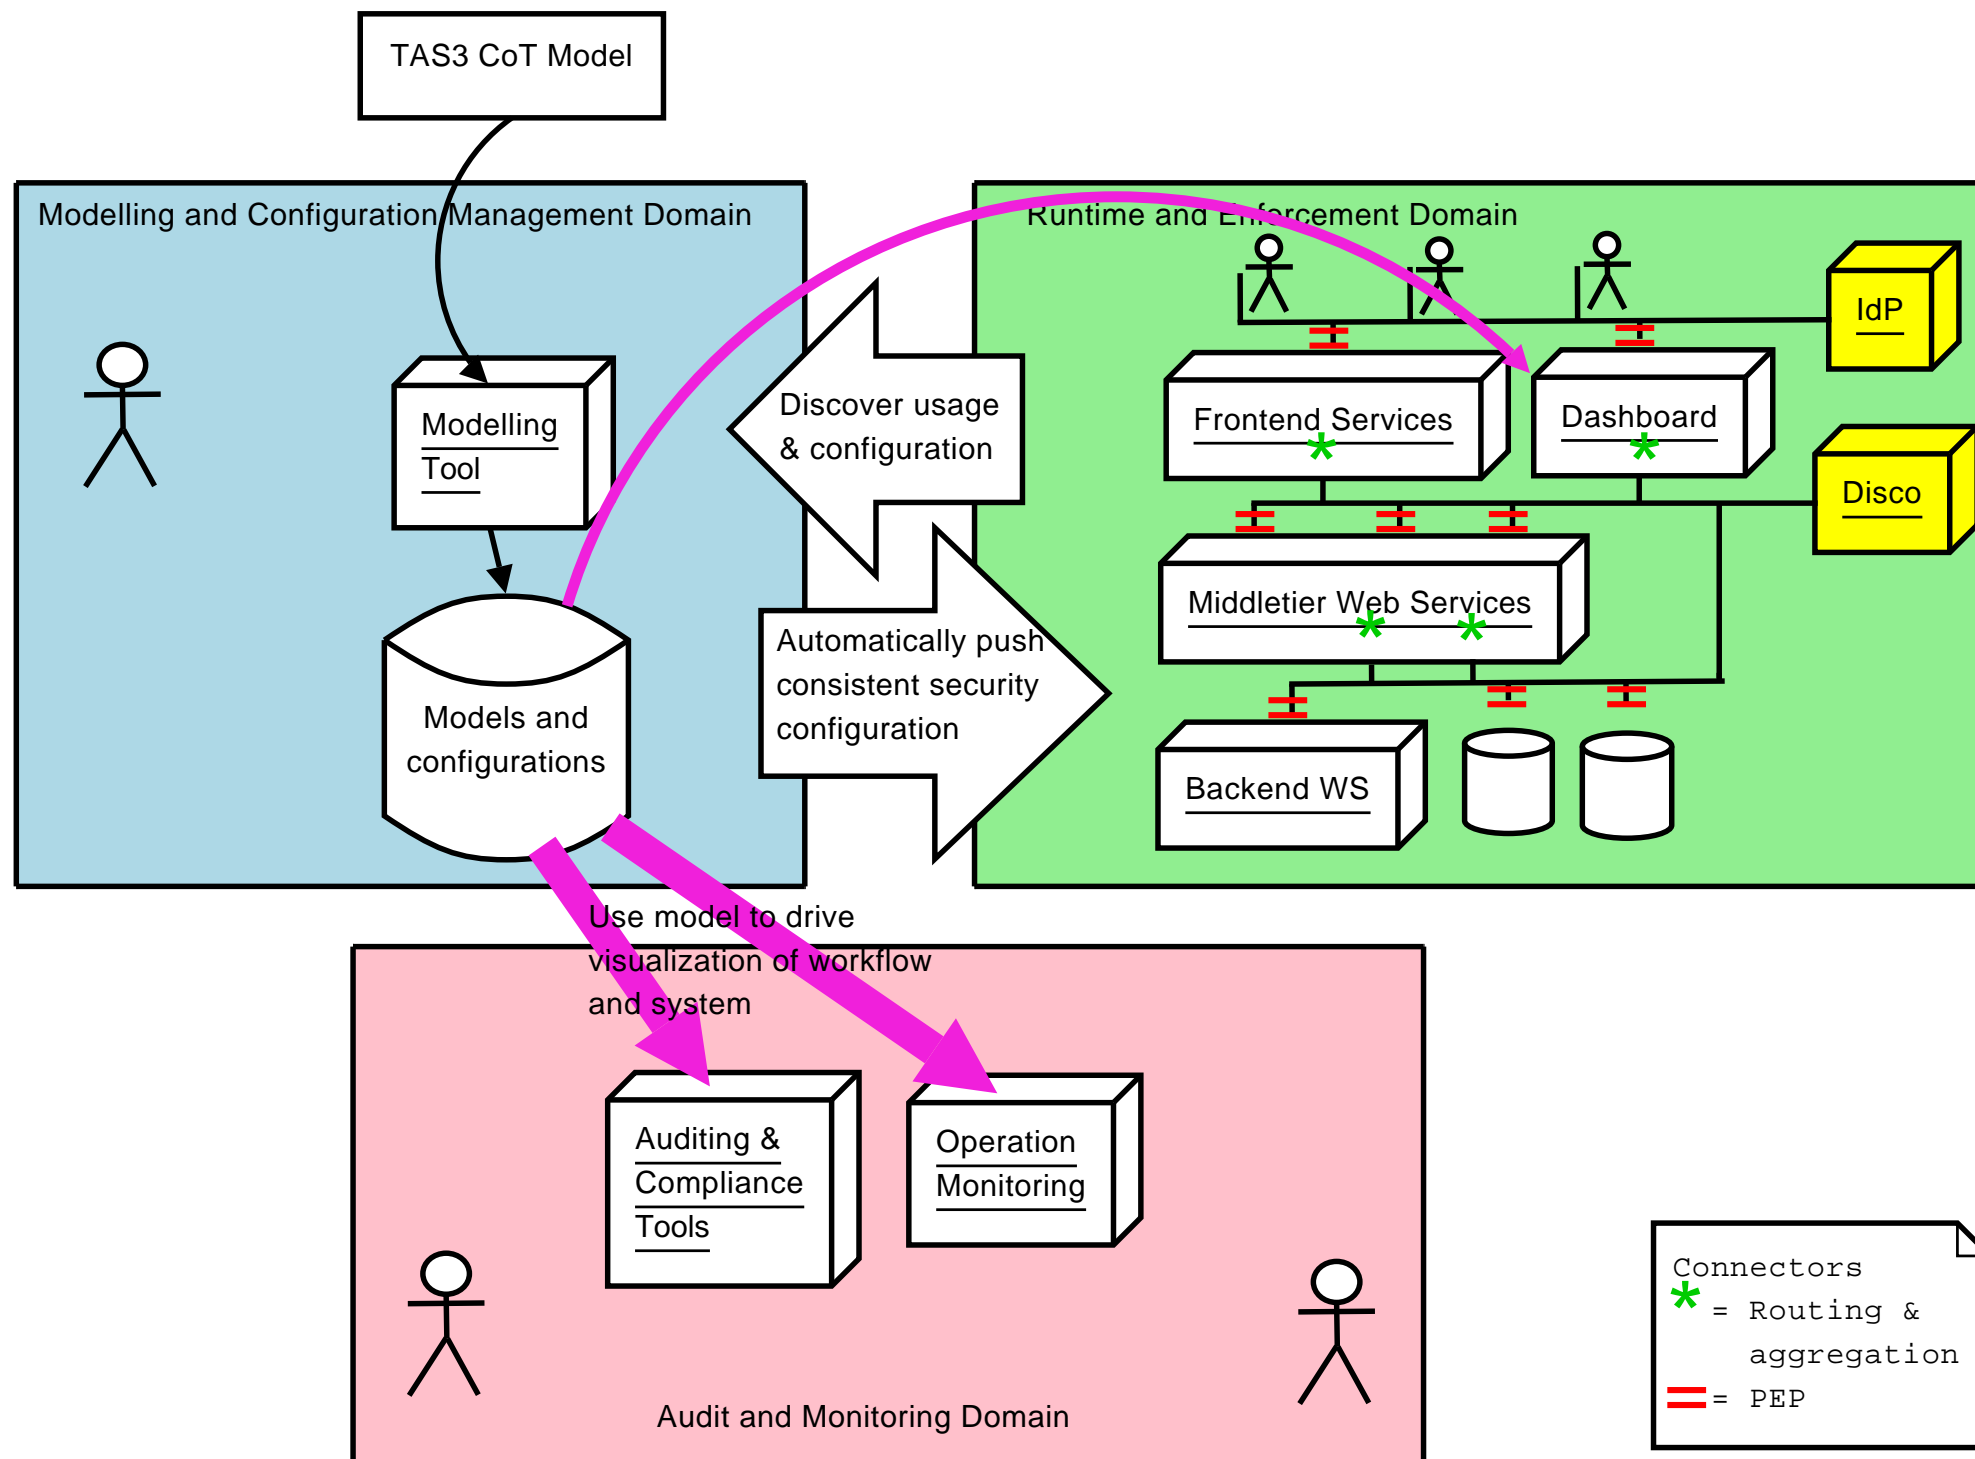 TAS3 CoT Model
Modelling and Configuration Management Domain
Runtime and Enforcement Domain
IdP
Modelling
Tool
Discover usage
& configuration
Frontend Services
*
Dashboard
*
Disco
Middletier Web Services
* *
Automatically push
consistent security
configuration
Models and
configurations
Backend WS
Use model to drive
visualization of workflow
and system
Auditing &
Compliance
Tools
Operation
Monitoring
Audit and Monitoring Domain
Connectors
* = Routing &
aggregation
= PEP